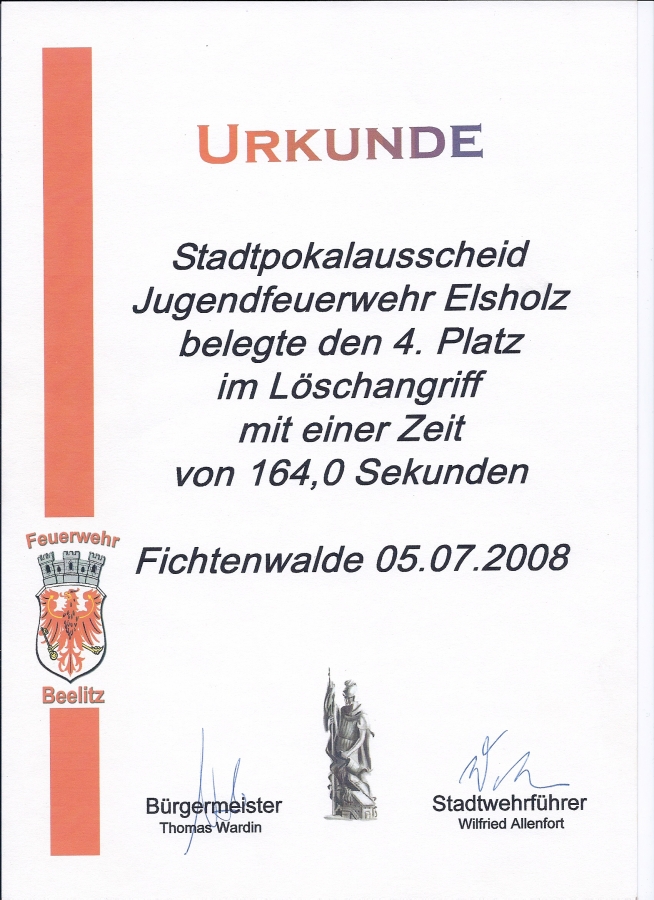 URKUNDE
Stadtpokalausscheid
Jugendfeuerwehr Elsholz
belegte den 4. Platz
im Löschangriff
mit einer Zeit
von 164,0 Sekunden
Feuerwehr
Beelitz
Fichtenwalde 05.07.2008
Bürgermeister
Thomas Wardin
Stadtwehrführer
Wilfried Allenfort